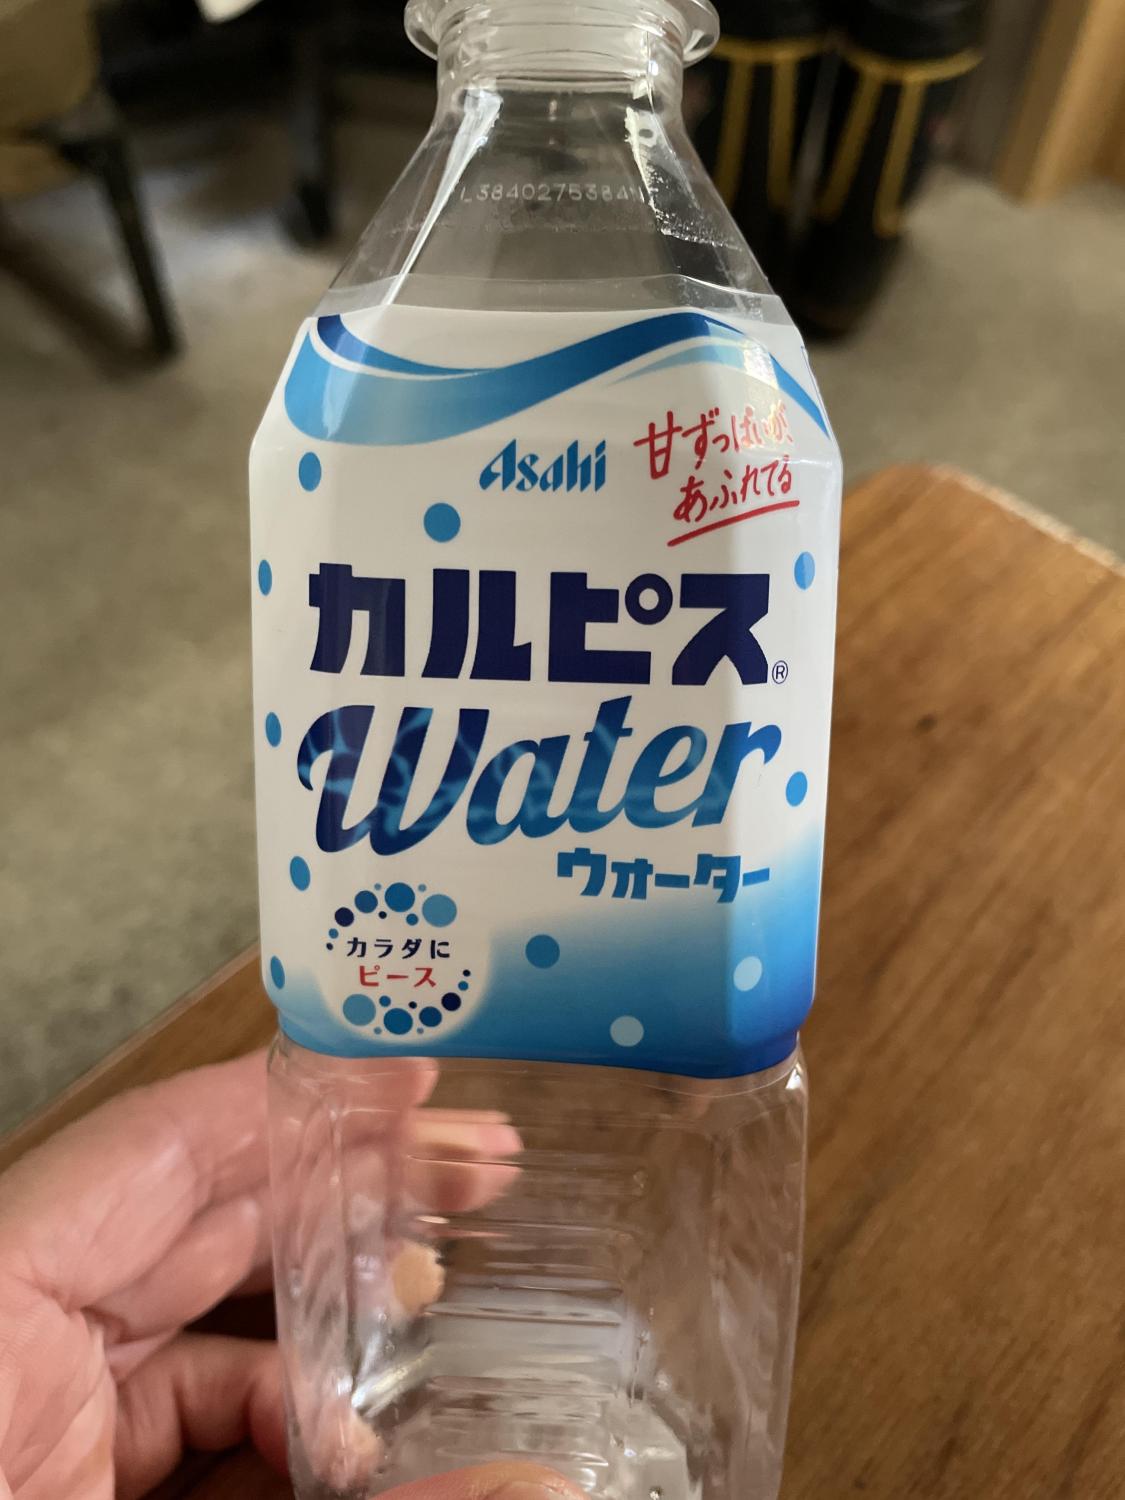 L3840275384
Asahi
甘ずっぱいが、
あふれてる
カルピス®
Water
ウォーター
カラダに
ピース